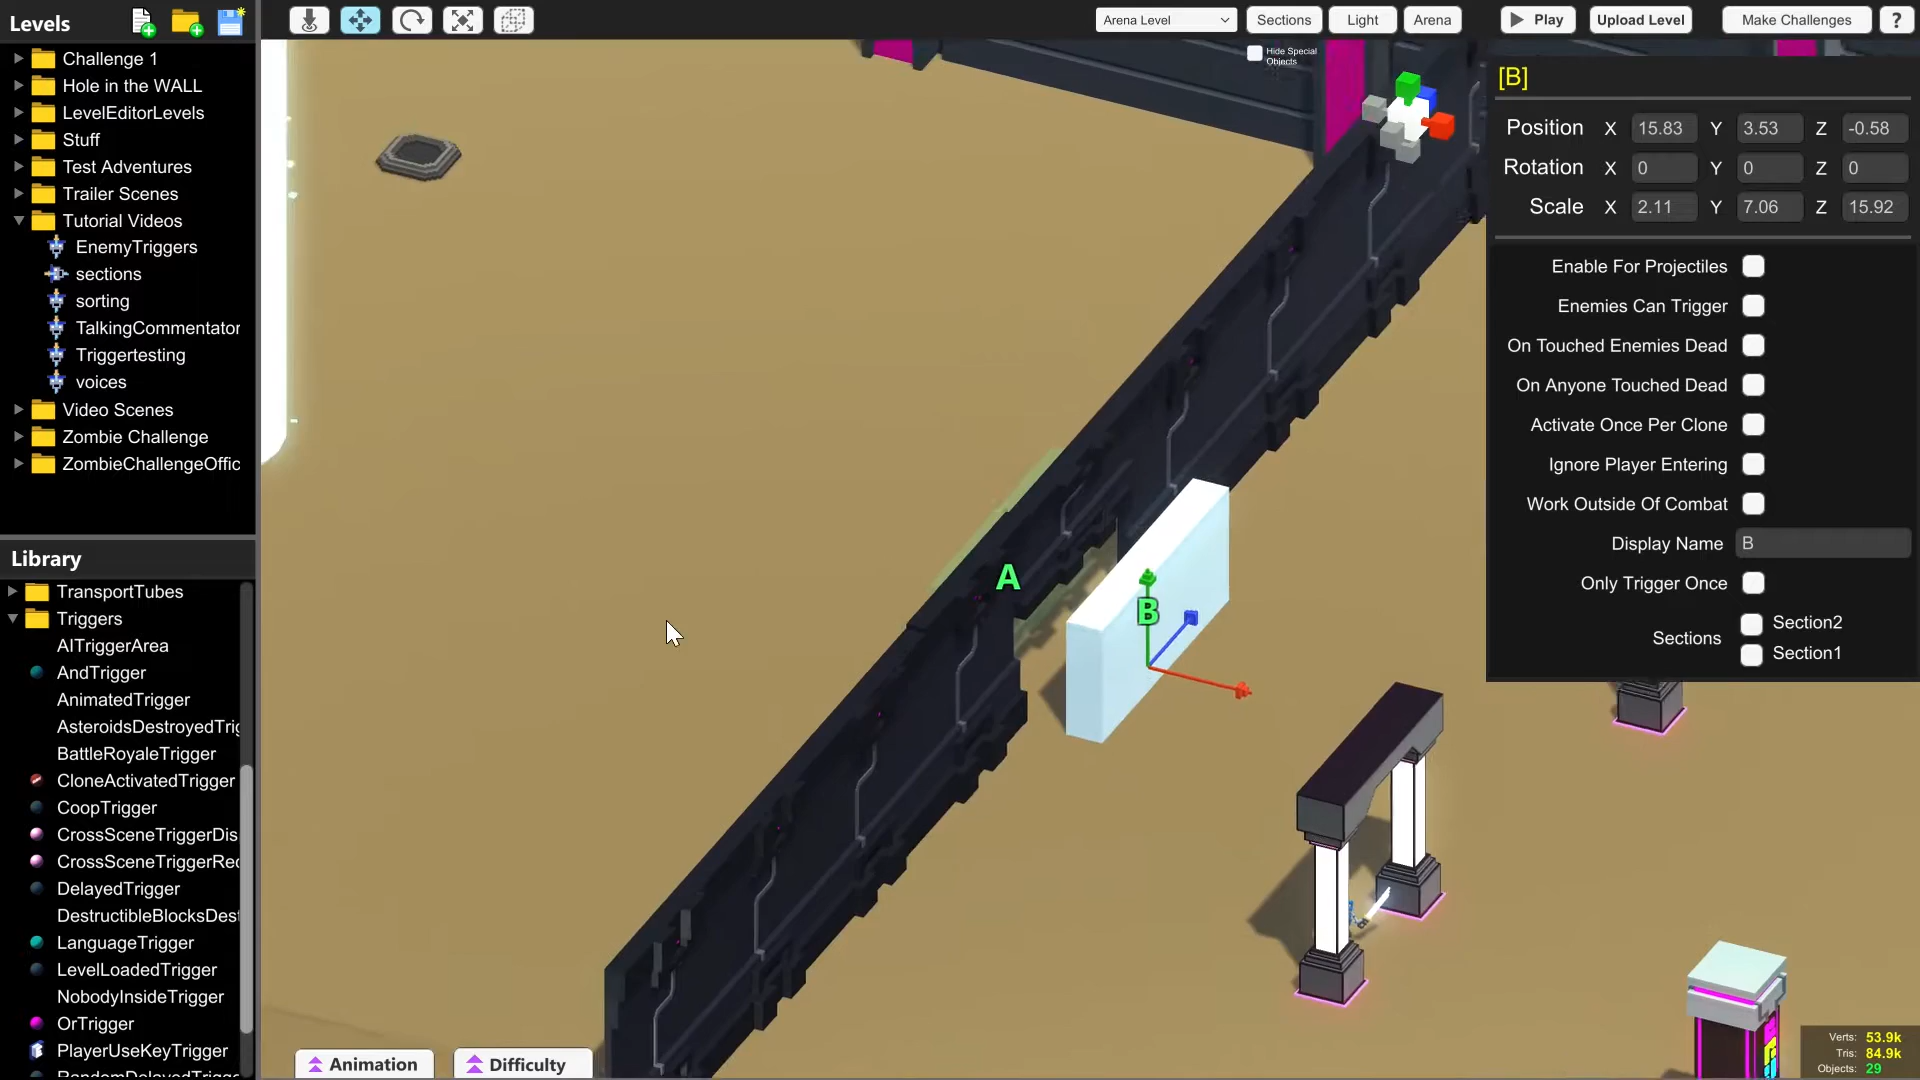 Levels
Challenge 1
Hole in the WALL
LevelEditorLevels
Stuff
Test Adventures
Trailer Scenes
Tutorial Videos
EnemyTriggers
sections
sorting
TalkingCommentator
Triggertesting
voices
Video Scenes
Zombie Challenge
ZombieChallengeOffic
Library
TransportTubes
Triggers
AITriggerArea
AndTrigger
AnimatedTrigger
AsteroidsDestroyedTrig
BattleRoyaleTrigger
CloneActivatedTrigger
CoopTrigger
CrossSceneTriggerDis
CrossSceneTriggerRec
DelayedTrigger
DestructibleBlocksDest
LanguageTrigger
LevelLoadedTrigger
NobodyInsideTrigger
OrTrigger
PlayerUseKeyTrigger
RandomDelayedTrigge
Arena Level
Sections
Light
Arena
Play
Upload Level
Make Challenges
?
Hide Special
Objects
A
B
Animation
Difficulty
[B]
Position X 15.83 Y 3.53 Z -0.58
Rotation X 0 Y 0 Z 0
Scale X 2.11 Y 7.06 Z 15.92
Enable For Projectiles
Enemies Can Trigger
On Touched Enemies Dead
On Anyone Touched Dead
Activate Once Per Clone
Ignore Player Entering
Work Outside Of Combat
Display Name B
Only Trigger Once
Sections
Section2
Section1
Verts: 53.9k
Tris: 84.9k
Objects: 29